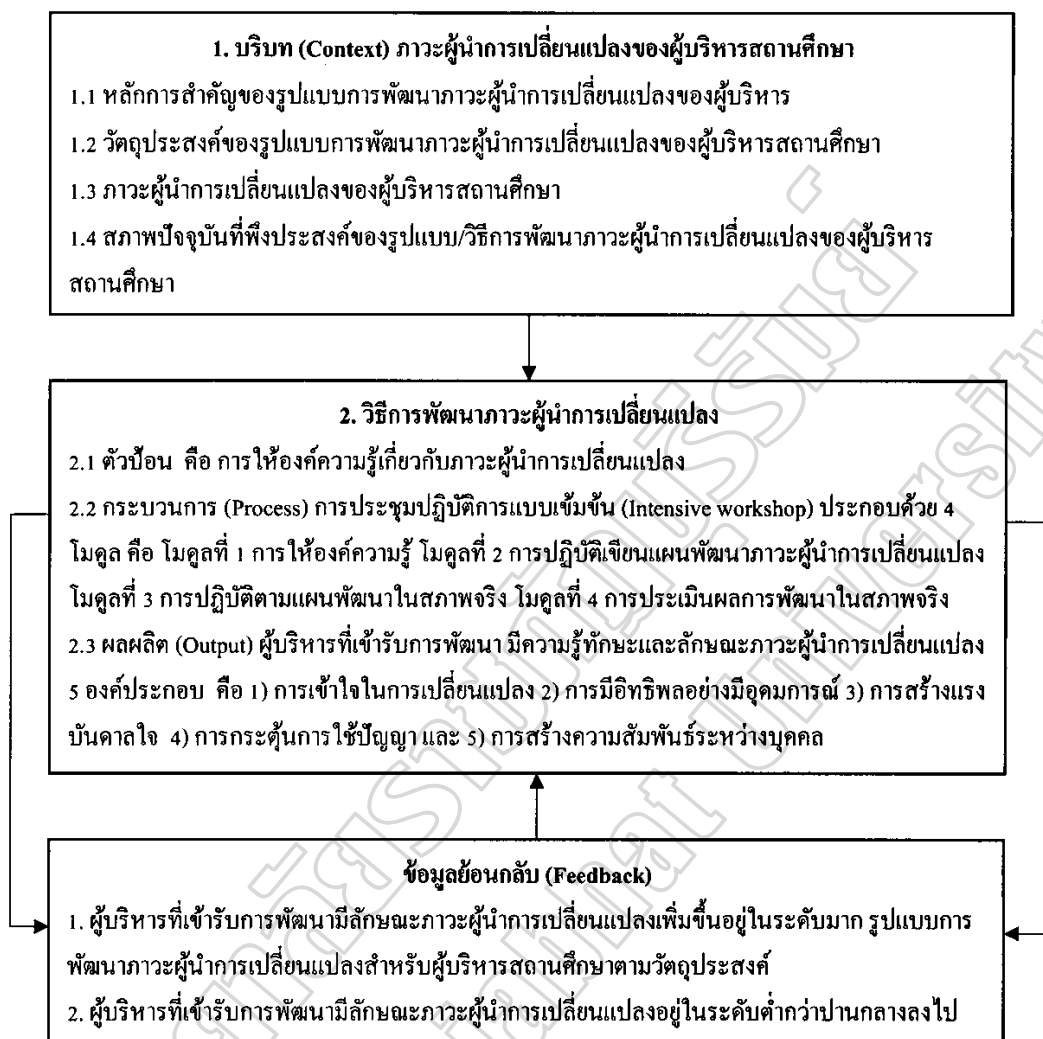 1. บริบท (Context) ภาวะผู้นำการเปลี่ยนแปลงของผู้บริหารสถานศึกษา
1.1 หลักการสำคัญของรูปแบบการพัฒนาภาวะผู้นำการเปลี่ยนแปลงของผู้บริหาร
1.2 วัตถุประสงค์ของรูปแบบการพัฒนาภาวะผู้นำการเปลี่ยนแปลงของผู้บริหารสถานศึกษา
1.3 ภาวะผู้นำการเปลี่ยนแปลงของผู้บริหารสถานศึกษา
1.4 สภาพปัจจุบันที่พึงประสงค์ของรูปแบบ/วิธีการพัฒนาภาวะผู้นำการเปลี่ยนแปลงของผู้บริหาร
สถานศึกษา
2. วิธีการพัฒนาภาวะผู้นำการเปลี่ยนแปลง
2.1 ตัวป้อน คือ การให้องค์ความรู้เกี่ยวกับภาวะผู้นำการเปลี่ยนแปลง
2.2 กระบวนการ (Process) การประชุมปฏิบัติการแบบเข้มข้น (Intensive workshop) ประกอบด้วย 4
โมดูล คือ โมดูลที่ 1 การให้องค์ความรู้ โมดูลที่ 2 การปฏิบัติเขียนแผนพัฒนาภาวะผู้นำการเปลี่ยนแปลง
โมดูลที่ 3 การปฏิบัติตามแผนพัฒนาในสภาพจริง โมดูลที่ 4 การประเมินผลการพัฒนาในสภาพจริง
2.3 ผลผลิต (Output) ผู้บริหารที่เข้ารับการพัฒนา มีความรู้ทักษะและลักษณะภาวะผู้นำการเปลี่ยนแปลง
5 องค์ประกอบ คือ 1) การเข้าใจในการเปลี่ยนแปลง 2) การมีอิทธิพลอย่างมีอุดมการณ์ 3) การสร้างแรง
บันดาลใจ 4) การกระตุ้นการใช้ปัญญา และ 5) การสร้างความสัมพันธ์ระหว่างบุคคล
ข้อมูลย้อนกลับ (Feedback)
1. ผู้บริหารที่เข้ารับการพัฒนามีลักษณะภาวะผู้นำการเปลี่ยนแปลงเพิ่มขึ้นอยู่ในระดับมาก รูปแบบการ
พัฒนาภาวะผู้นำการเปลี่ยนแปลงสำหรับผู้บริหารสถานศึกษาตามวัตถุประสงค์
2. ผู้บริหารที่เข้ารับการพัฒนามีลักษณะภาวะผู้นำการเปลี่ยนแปลงอยู่ในระดับต่ำกว่าปานกลางลงไป